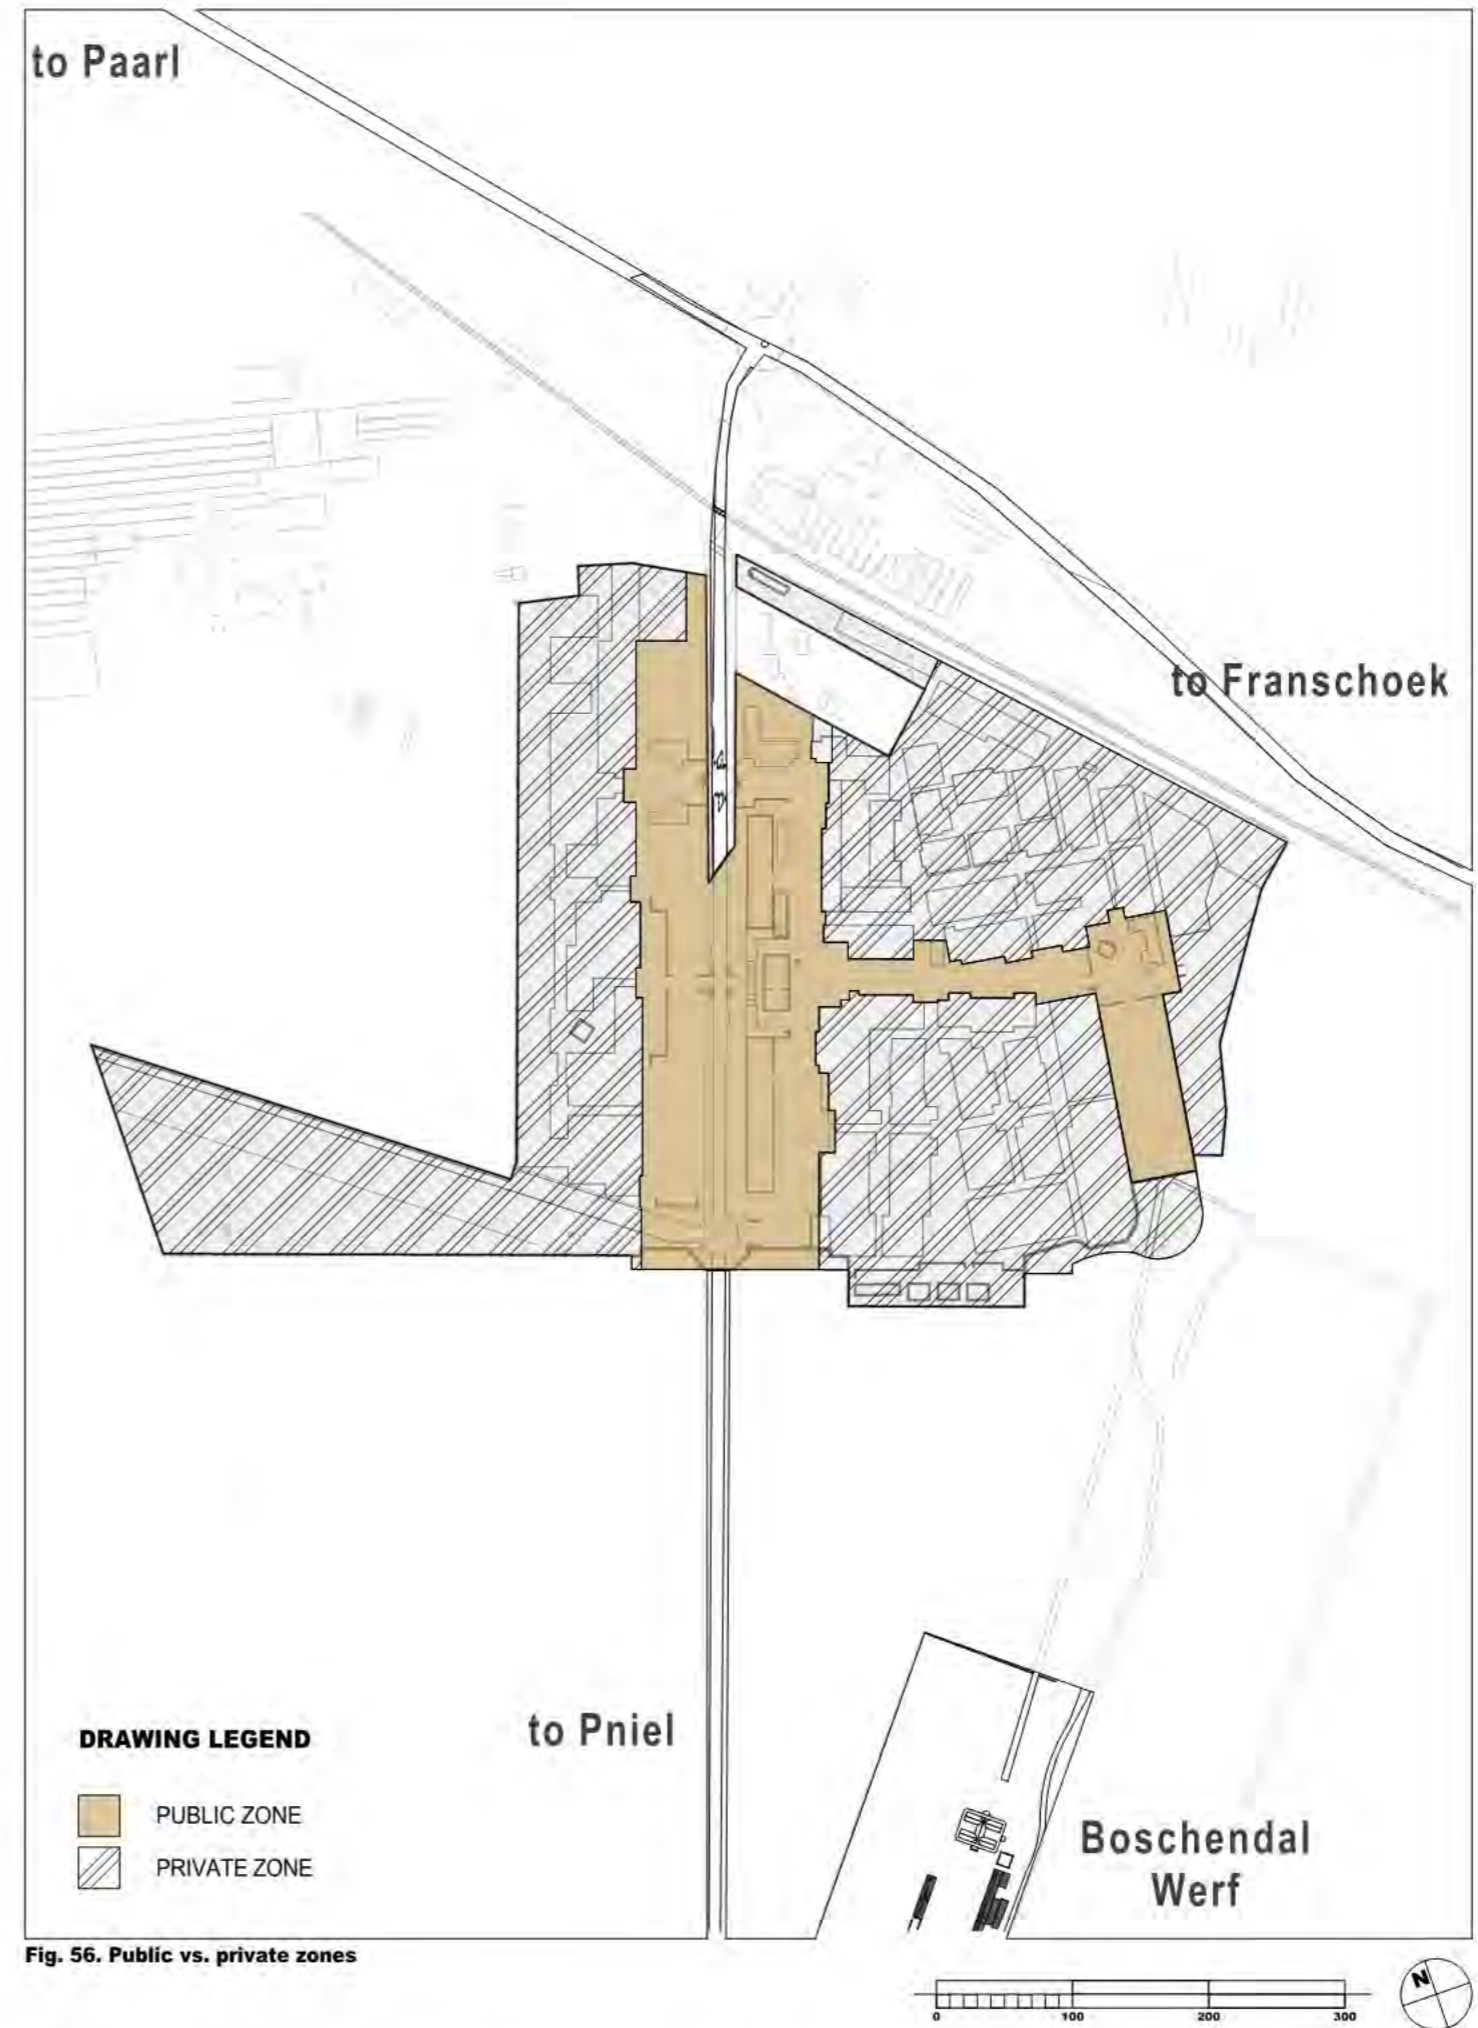 to Paarl
to Franschoek
to Pniel
Boschendal
Werf
DRAWING LEGEND
PUBLIC ZONE
PRIVATE ZONE
Fig. 56. Public vs. private zones
0 100 200 300
N